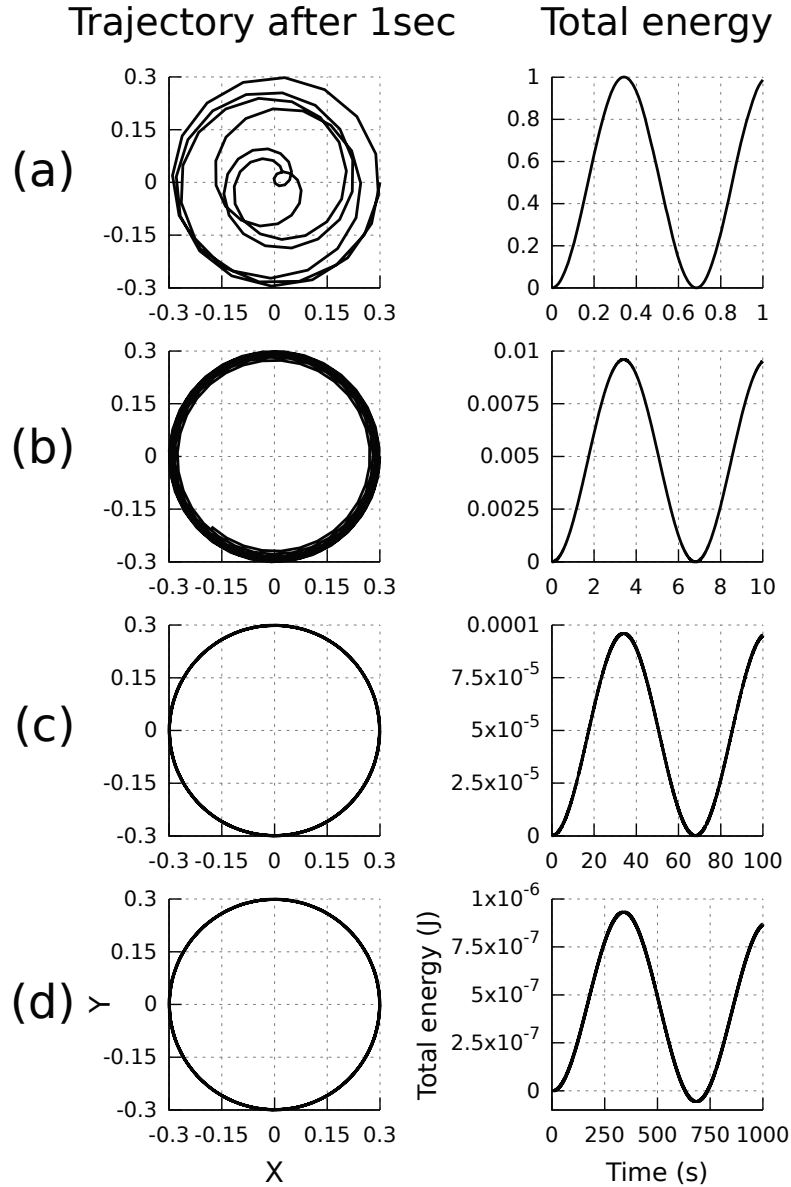 Trajectory after 1sec Total energy
(a)
0.3
0.15
0
-0.15
-0.3
-0.3 -0.15 0 0.15 0.3
1
0.8
0.6
0.4
0.2
0
0 0.2 0.4 0.6 0.8 1
(b)
0.3
0.15
0
-0.15
-0.3
-0.3 -0.15 0 0.15 0.3
0.01
0.0075
0.005
0.0025
0
0 2 4 6 8 10
(c)
0.3
0.15
0
-0.15
-0.3
-0.3 -0.15 0 0.15 0.3
0.0001
7.5x10⁻⁵
5x10⁻⁵
2.5x10⁻⁵
0
0 20 40 60 80 100
(d)
Y
0.3
0.15
0
-0.15
-0.3
-0.3 -0.15 0 0.15 0.3
X
Total energy (J)
1x10⁻⁶
7.5x10⁻⁷
5x10⁻⁷
2.5x10⁻⁷
0
0 250 500 750 1000
Time (s)